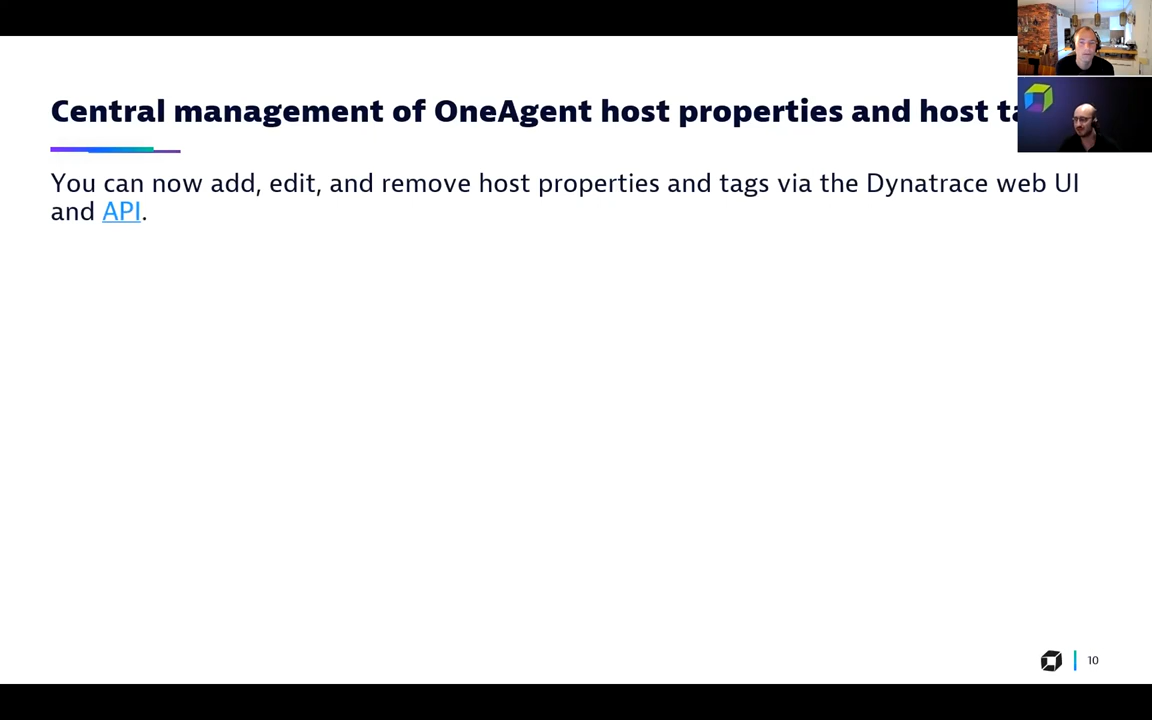 Central management of OneAgent host properties and host
You can now add, edit, and remove host properties and tags via the Dynatrace web UI
and API.
10